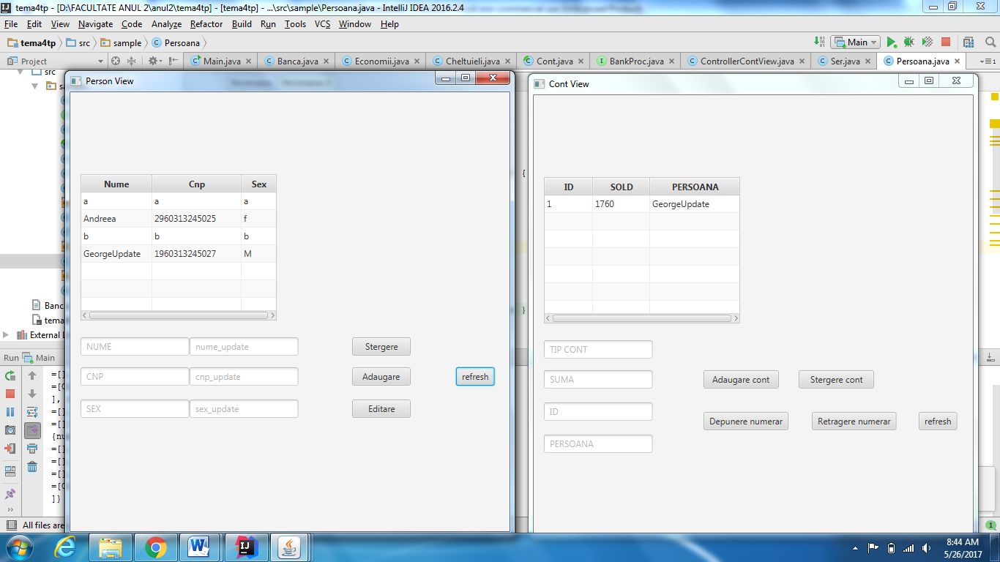 tema4tp - [D:\FACULTATE ANUL 2\anul2\tema4tp] - [tema4tp] - ...\src\sample\Persoana.java - IntelliJ IDEA 2016.2.4
File Edit View Navigate Code Analyze Refactor Build Run Tools VCS Window Help
tema4tp src sample Persoana Main
Project Main.java Banca.java Economii.java Cheltuieli.java Cont.java BankProc.java ControllerContView.java Ser.java Persoana.java
src
Person View
Nume Cnp Sex
a a a
Andreea 2960313245025 f
b b b
GeorgeUpdate 1960313245027 M
NUME nume_update Stergere
CNP cnp_update Adaugare refresh
SEX sex_update Editare
Cont View
ID SOLD PERSOANA
1 1760 GeorgeUpdate
TIP CONT
SUMA Adaugare cont Stergere cont
ID
Depunere numerar Retragere numerar refresh
PERSOANA
{
}
Banc
tema
External L
Run Main
=[]
=[C
],
=[]
=[]
{nu
=[]
=[]
=[]
=[C
]}
All files are
1
8:44 AM
5/26/2017